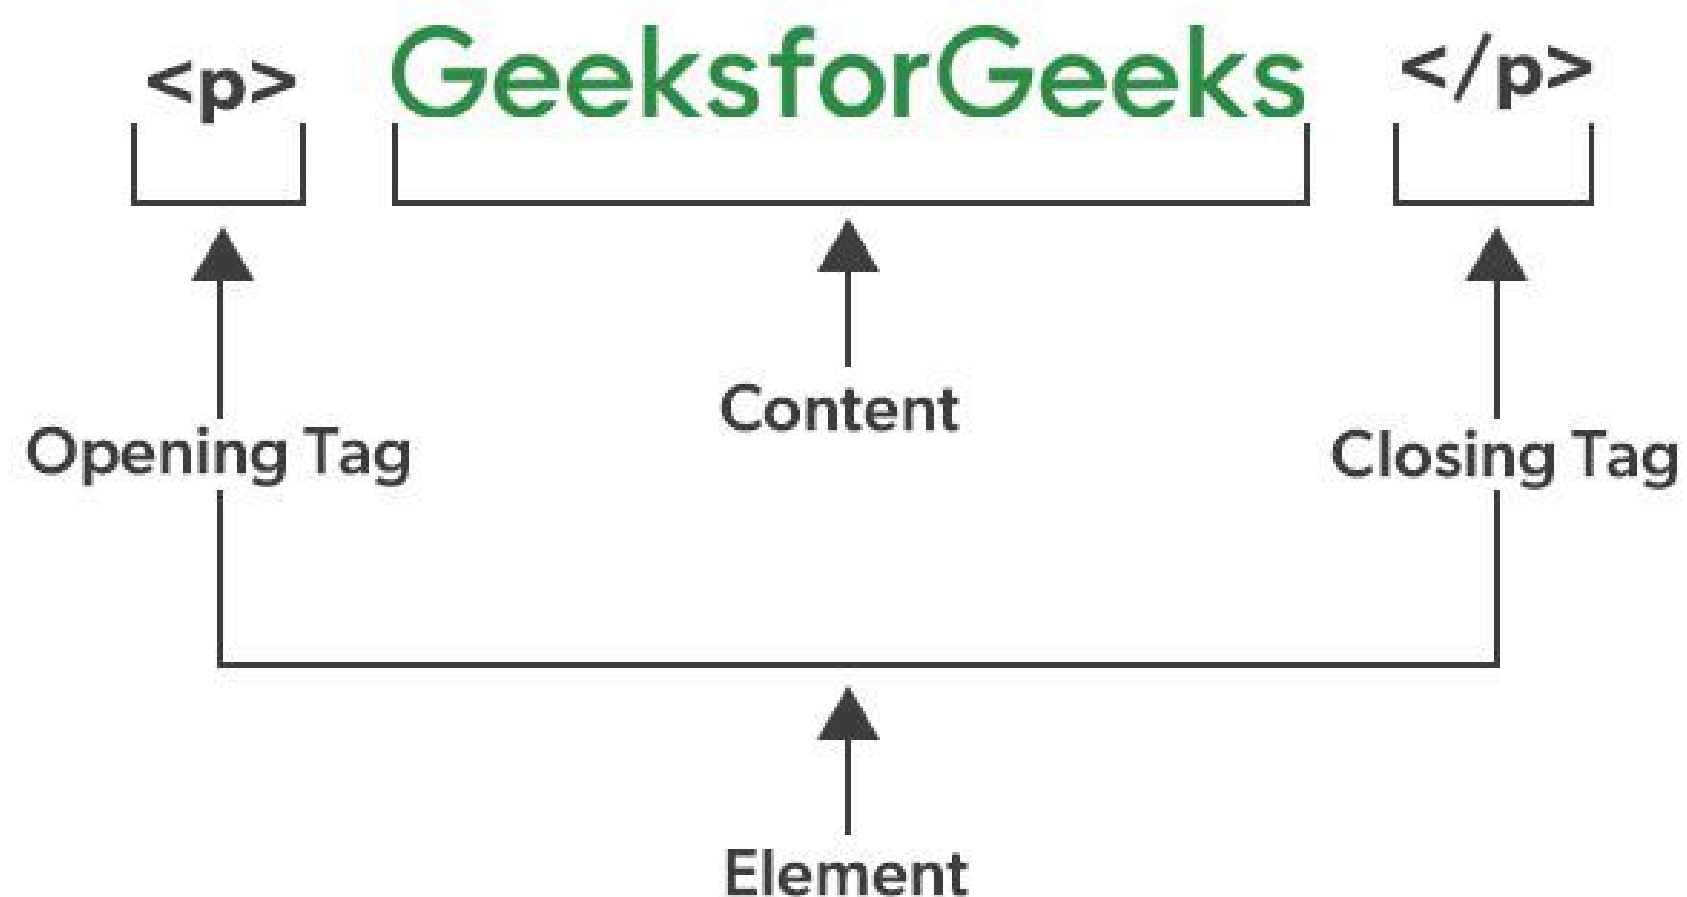 <p> GeeksforGeeks </p>
Content
Opening Tag Closing Tag
Element